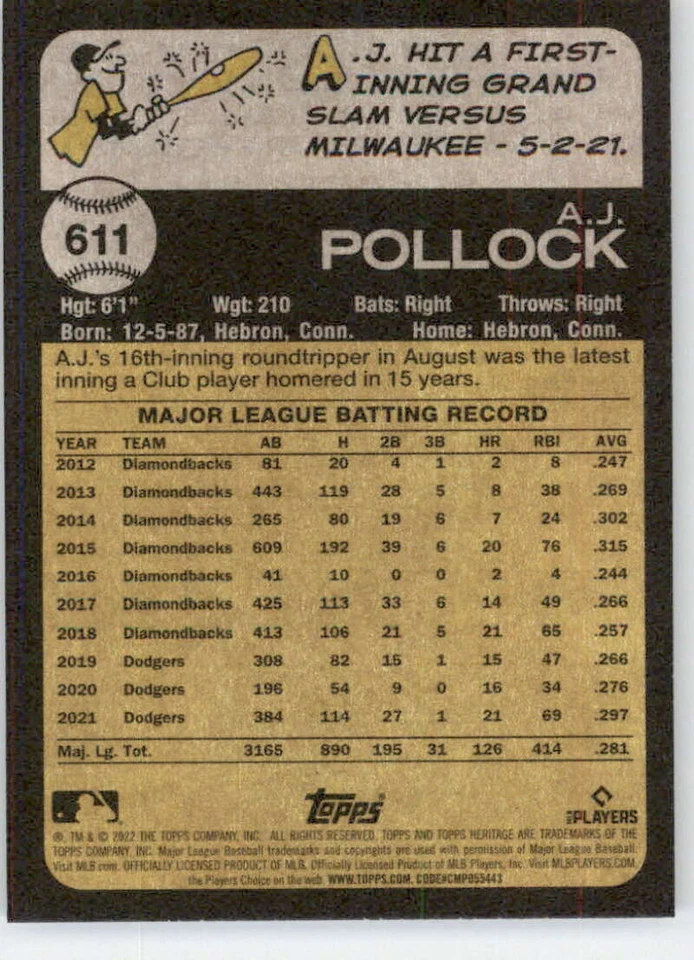 A.J. HIT A FIRST-
INNING GRAND
SLAM VERSUS
MILWAUKEE - 5-2-21.
611
A.J.
POLLOCK
Hgt: 6'1" Wgt: 210 Bats: Right Throws: Right
Born: 12-5-87, Hebron, Conn. Home: Hebron, Conn.
A.J.'s 16th-inning roundtripper in August was the latest
inning a Club player homered in 15 years.
MAJOR LEAGUE BATTING RECORD
YEAR TEAM AB H 2B 3B HR RBI AVG
2012 Diamondbacks 81 20 4 1 2 8 .247
2013 Diamondbacks 443 119 28 5 8 38 .269
2014 Diamondbacks 265 80 19 6 7 24 .302
2015 Diamondbacks 609 192 39 6 20 76 .315
2016 Diamondbacks 41 10 0 0 2 4 .244
2017 Diamondbacks 425 113 33 6 14 49 .266
2018 Diamondbacks 413 106 21 5 21 65 .257
2019 Dodgers 308 82 15 1 15 47 .266
2020 Dodgers 196 54 9 0 16 34 .276
2021 Dodgers 384 114 27 1 21 69 .297
Maj. Lg. Tot. 3165 890 195 31 126 414 .281
Topps
PLAYERS
®, TM & © 2022 THE TOPPS COMPANY, INC. ALL RIGHTS RESERVED. TOPPS AND TOPPS HERITAGE ARE TRADEMARKS OF THE
TOPPS COMPANY, INC. Major League Baseball trademarks and copyrights are used with permission of Major League Baseball.
Visit MLB.com. OFFICIALLY LICENSED PRODUCT OF MLB. Officially Licensed Product of MLB Players, Inc. Visit MLBPLAYERS.COM,
the Players Choice on the web. WWW.TOPPS.COM. CODE#CMP055443